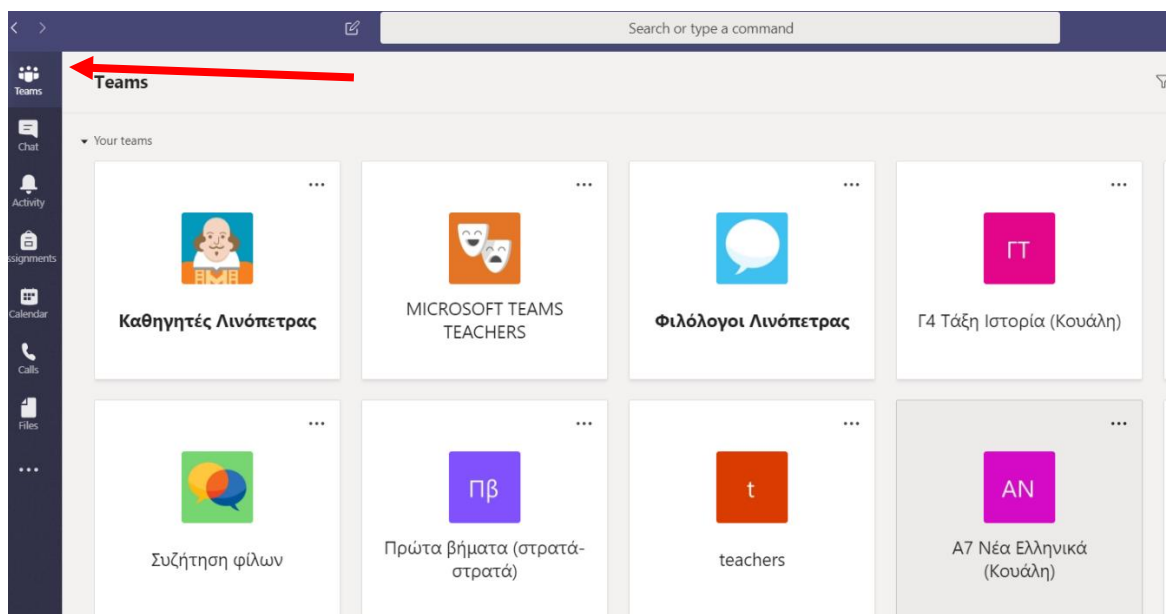 Search or type a command
Teams
Teams
Your teams
Chat
Activity
ssignments
Calendar
Calls
Files
Καθηγητές Λινόπετρας
MICROSOFT TEAMS
TEACHERS
Φιλόλογοι Λινόπετρας
ΓΤ
Γ4 Τάξη Ιστορία (Κουάλη)
Συζήτηση φίλων
Πβ
Πρώτα βήματα (στρατά-
στρατά)
t
teachers
ΑΝ
Α7 Νέα Ελληνικά
(Κουάλη)